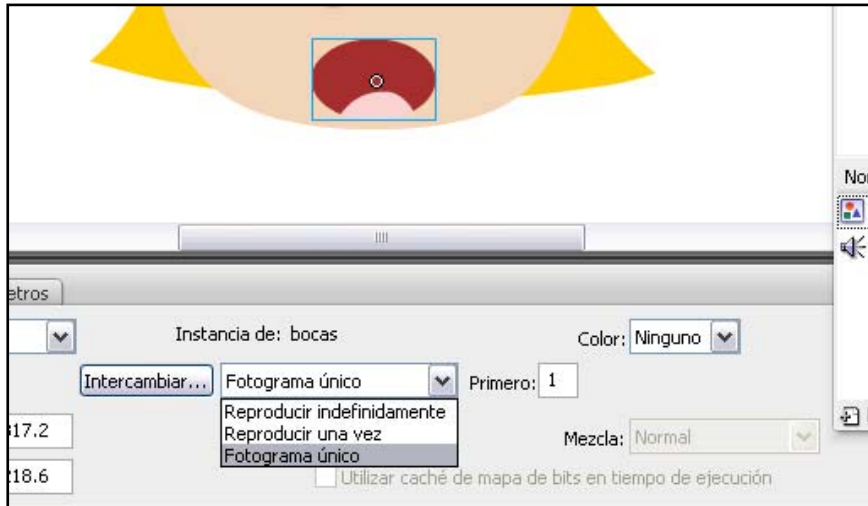 etros
Instancia de: bocas
Color: Ninguno
Intercambiar... Fotograma único Primero: 1
Reproducir indefinidamente
Reproducir una vez
Fotograma único
17.2
Mezcla: Normal
18.6
Utilizar caché de mapa de bits en tiempo de ejecución